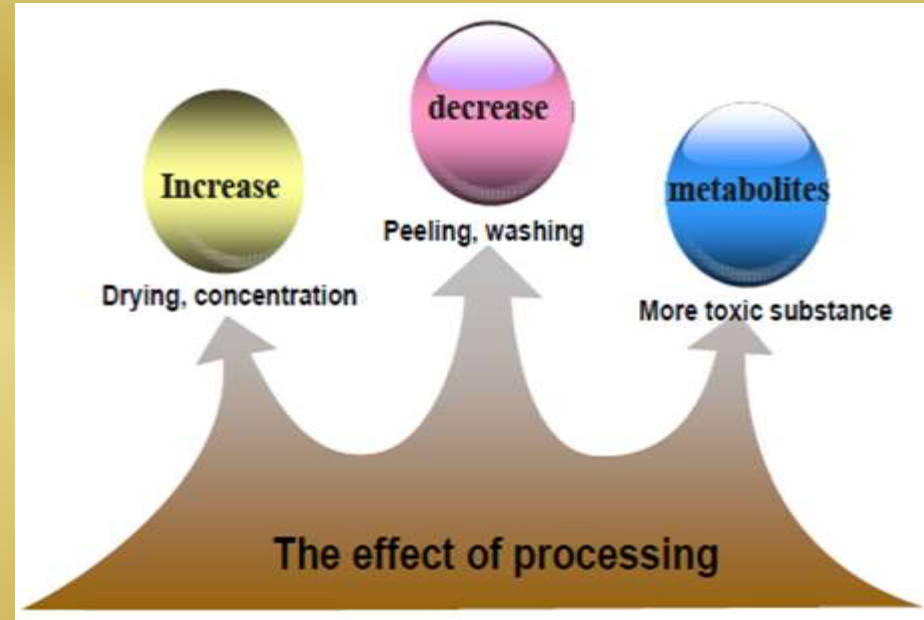 Increase
Drying, concentration
decrease
Peeling, washing
metabolites
More toxic substance
The effect of processing